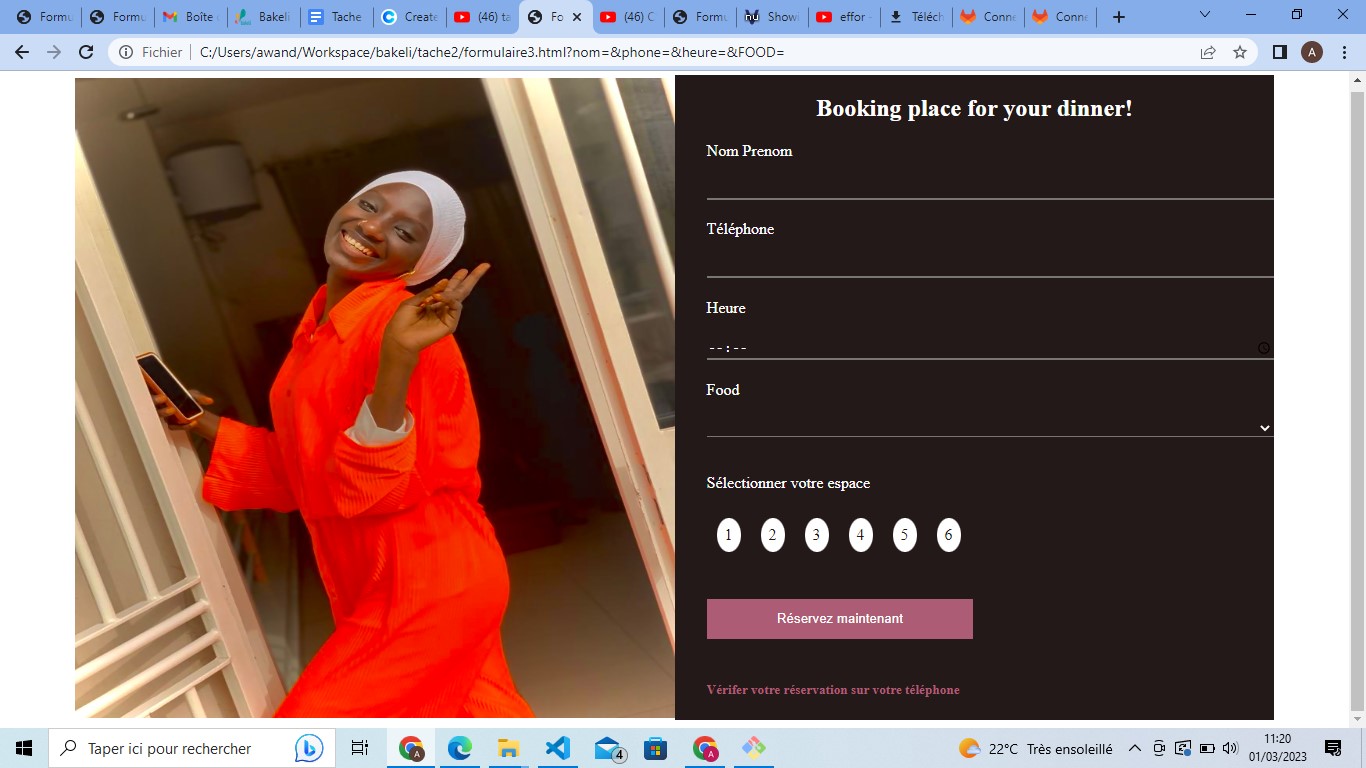 Formu
Formu
Boîte
Bakeli
Tache
Create
(46) ta
Fo
(46) C
Formu
Show
effor -
Téléch
Conne
Conne
Fichier
C:/Users/awand/Workspace/bakeli/tache2/formulaire3.html?nom=&phone=&heure=&FOOD=
A
Booking place for your dinner!
Nom Prenom
Téléphone
Heure
--:--
Food
Sélectionner votre espace
1 2 3 4 5 6
Réservez maintenant
Vérifer votre réservation sur votre téléphone
Taper ici pour rechercher
A
4
A
22°C Très ensoleillé
11:20
01/03/2023